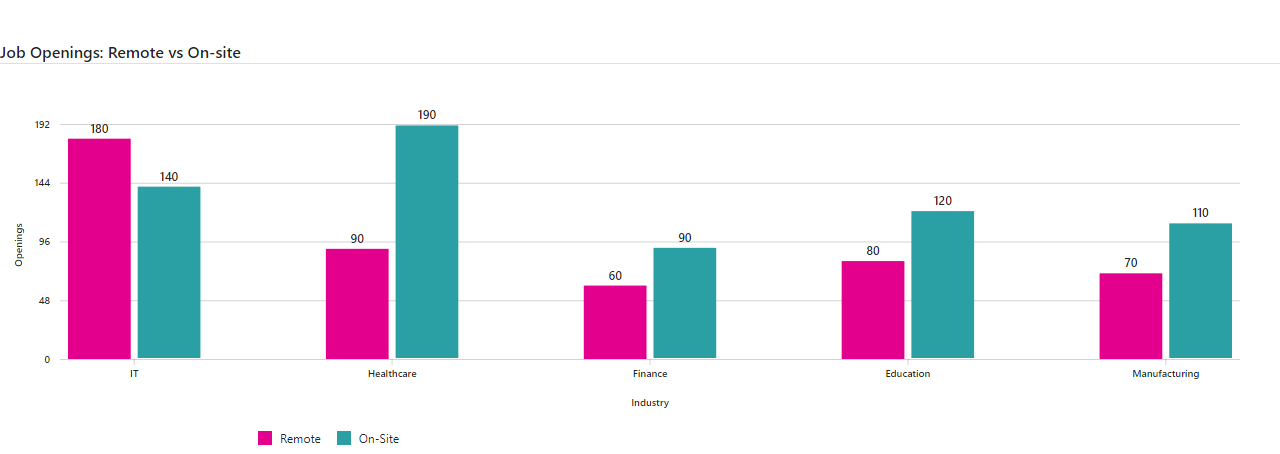 Job Openings: Remote vs On-site
192
144
96
48
0
Openings
180
140
90
190
60
90
80
120
70
110
IT
Healthcare
Finance
Education
Manufacturing
Industry
Remote
On-Site